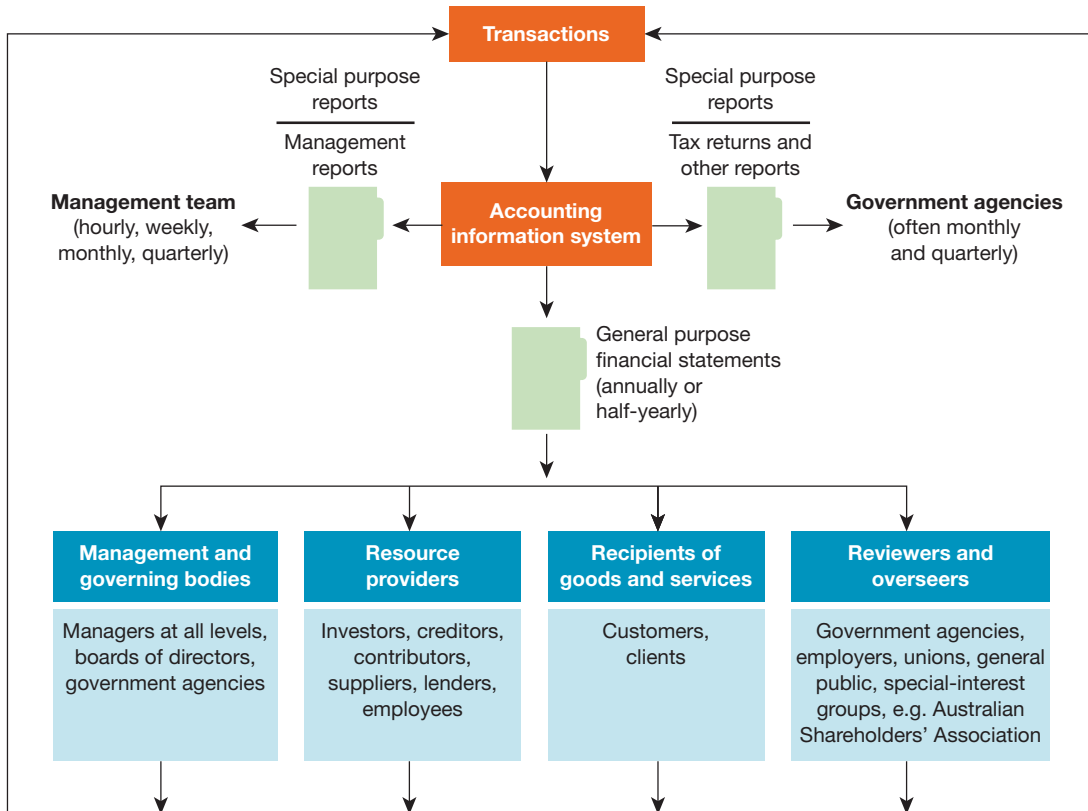 Transactions
Special purpose
reports
Management
reports
Special purpose
reports
Tax returns and
other reports
Management team
(hourly, weekly,
monthly, quarterly)
Accounting
information system
Government agencies
(often monthly
and quarterly)
General purpose
financial statements
(annually or
half-yearly)
Management and
governing bodies
Managers at all levels,
boards of directors,
government agencies
Resource
providers
Investors, creditors,
contributors,
suppliers, lenders,
employees
Recipients of
goods and services
Customers,
clients
Reviewers and
overseers
Government agencies,
employers, unions, general
public, special-interest
groups, e.g. Australian
Shareholders’ Association